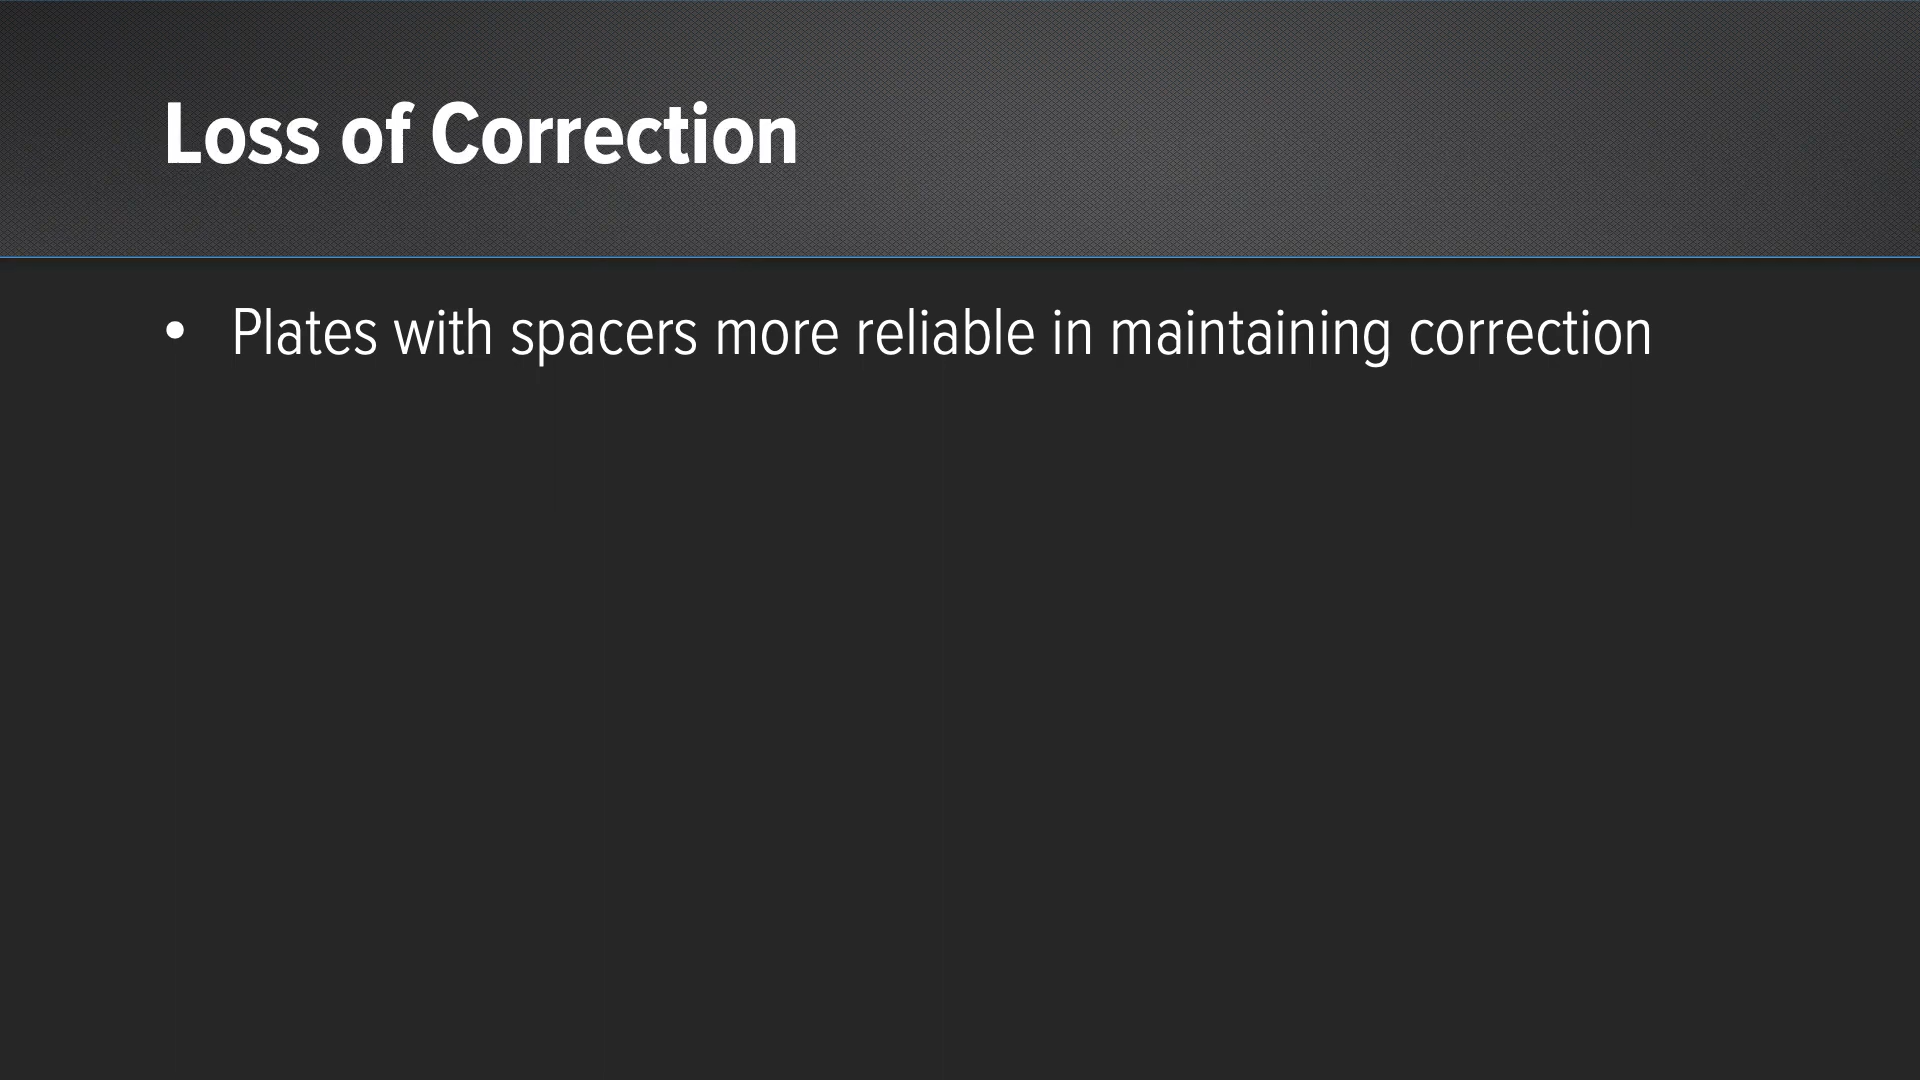 Loss of Correction
• Plates with spacers more reliable in maintaining correction